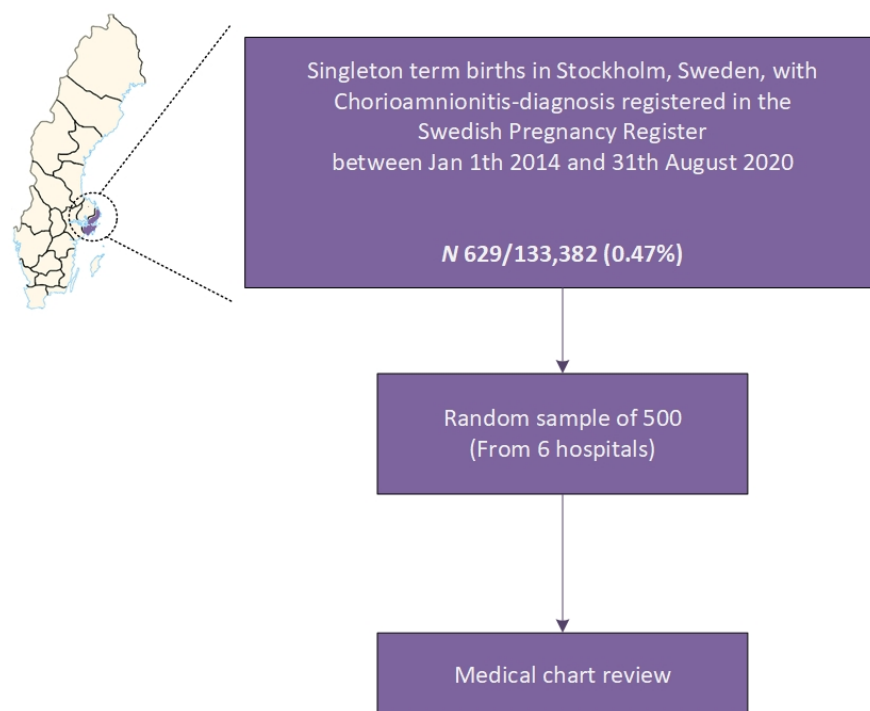 Singleton term births in Stockholm, Sweden, with
Chorioamnionitis-diagnosis registered in the
Swedish Pregnancy Register
between Jan 1th 2014 and 31th August 2020
N 629/133,382 (0.47%)
Random sample of 500
(From 6 hospitals)
Medical chart review